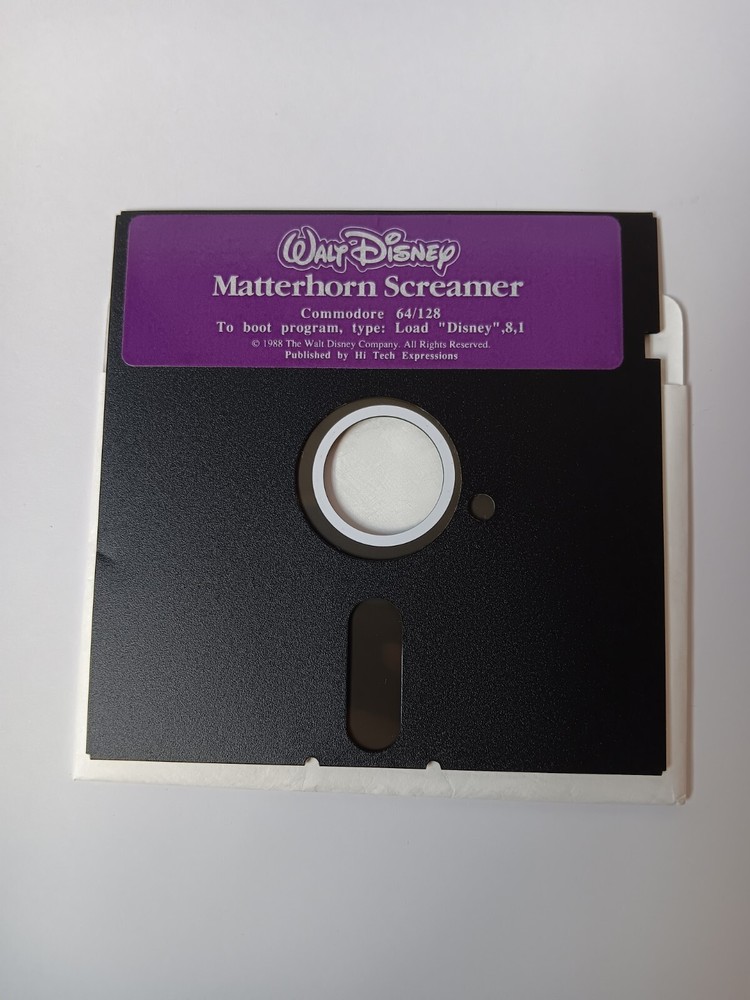 Walt Disney
Matterhorn Screamer
Commodore 64/128
To boot program, type: Load "Disney",8,1
© 1988 The Walt Disney Company. All Rights Reserved.
Published by Hi Tech Expressions